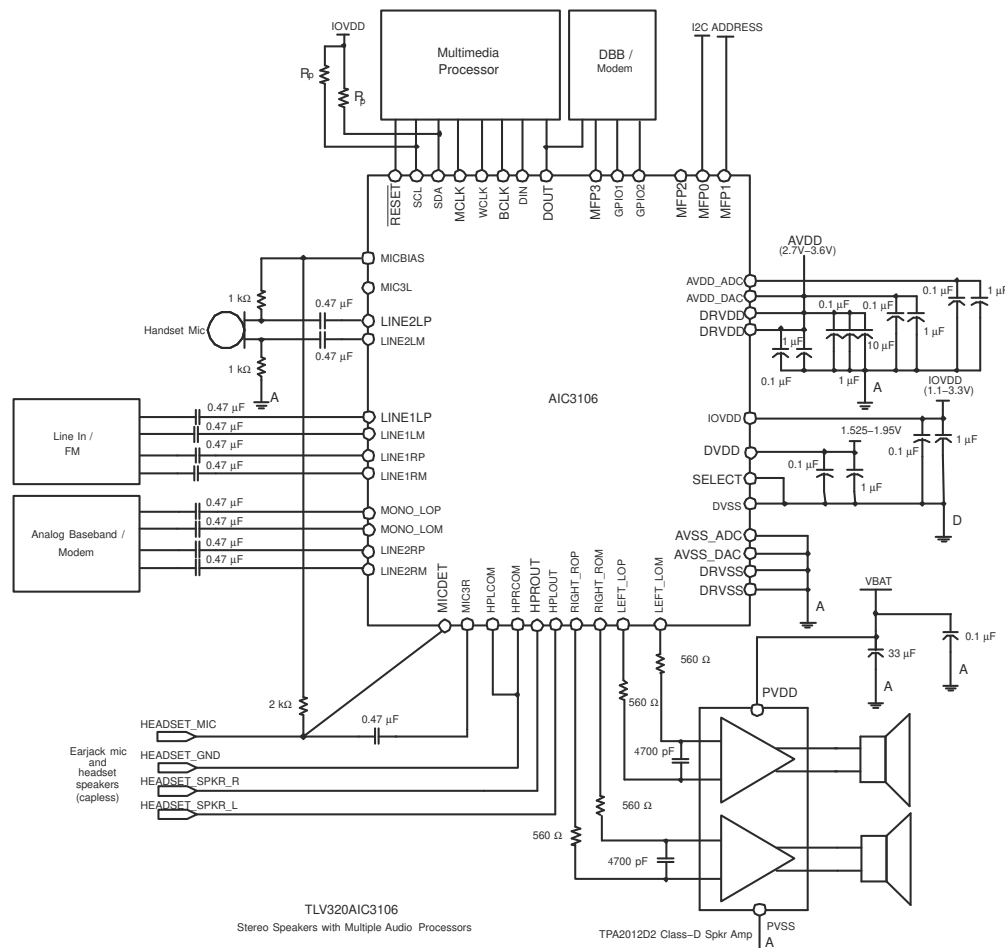 IOVDD
I2C ADDRESS
Multimedia
Processor
DBB /
Modem
Rp
Rp
RESET
SCL
SDA
MCLK
WCLK
BCLK
DIN
DOUT
MFP3
GPIO1
GPIO2
MFP2
MFP0
MFP1
MICBIAS
MIC3L
1 kΩ
0.47 µF
LINE2LP
Handset Mic
LINE2LM
0.47 µF
1 kΩ
A
AVDD
(2.7V−3.6V)
AVDD_ADC
AVDD_DAC
DRVDD
DRVDD
0.1 µF
0.1 µF
0.1 µF
1 µF
1 µF
10 µF
1 µF
0.1 µF
1 µF
A
AIC3106
IOVDD
(1.1−3.3V)
IOVDD
1.525−1.95V
DVDD
0.1 µF
1 µF
0.1 µF
1 µF
SELECT
DVSS
D
Line In /
FM
0.47 µF
LINE1LP
0.47 µF
LINE1LM
0.47 µF
LINE1RP
0.47 µF
LINE1RM
Analog Baseband /
Modem
0.47 µF
MONO_LOP
0.47 µF
MONO_LOM
0.47 µF
LINE2RP
0.47 µF
LINE2RM
AVSS_ADC
AVSS_DAC
DRVSS
DRVSS
A
MICDET
MIC3R
HPLCOM
HPRCOM
HPROUT
HPLOUT
RIGHT_ROP
RIGHT_ROM
LEFT_LOP
LEFT_LOM
VBAT
0.1 µF
33 µF
A
A
560 Ω
560 Ω
PVDD
2 kΩ
HEADSET_MIC
0.47 µF
HEADSET_GND
HEADSET_SPKR_R
HEADSET_SPKR_L
Earjack mic
and
headset
speakers
(capless)
4700 pF
560 Ω
560 Ω
4700 pF
TLV320AIC3106
Stereo Speakers with Multiple Audio Processors
TPA2012D2 Class−D Spkr Amp
PVSS
A